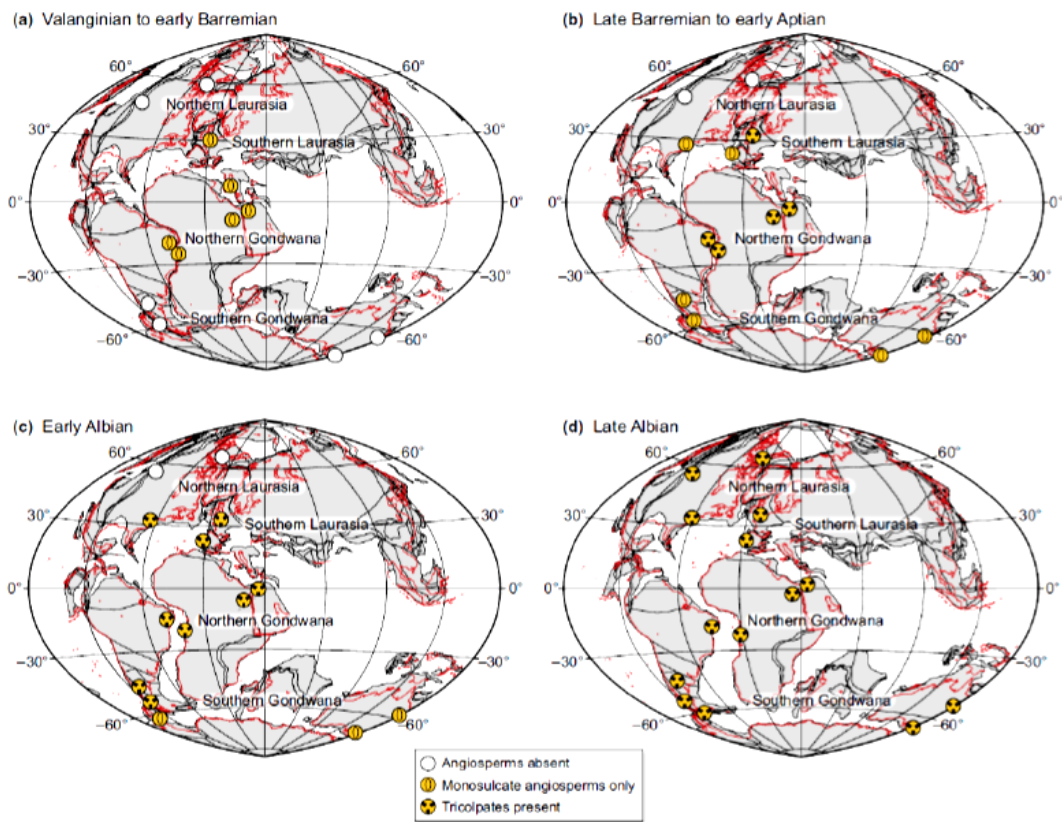 (a) Valanginian to early Barremian
60°
60°
Northern Laurasia
30°
30°
Southern Laurasia
0°
0°
Northern Gondwana
−30°
−30°
Southern Gondwana
−60°
−60°
(b) Late Barremian to early Aptian
60°
60°
Northern Laurasia
30°
30°
Southern Laurasia
0°
0°
Northern Gondwana
−30°
−30°
Southern Gondwana
−60°
−60°
(c) Early Albian
60°
60°
Northern Laurasia
30°
30°
Southern Laurasia
0°
0°
Northern Gondwana
−30°
−30°
Southern Gondwana
−60°
−60°
(d) Late Albian
60°
60°
Northern Laurasia
30°
30°
Southern Laurasia
0°
0°
Northern Gondwana
−30°
−30°
Southern Gondwana
−60°
−60°
Angiosperms absent
Monosulcate angiosperms only
Tricolpates present